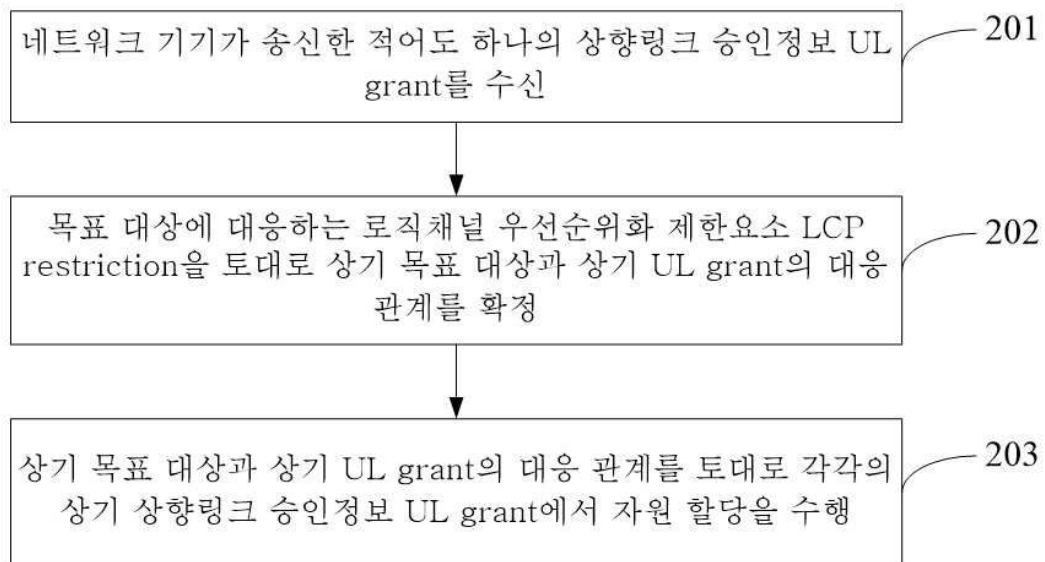 네트워크 기기가 송신한 적어도 하나의 상향링크 승인정보 UL
grant를 수신
201
목표 대상에 대응하는 로직채널 우선순위화 제한요소 LCP
restriction을 토대로 상기 목표 대상과 상기 UL grant의 대응
관계를 확정
202
상기 목표 대상과 상기 UL grant의 대응 관계를 토대로 각각의
상기 상향링크 승인정보 UL grant에서 자원 할당을 수행
203